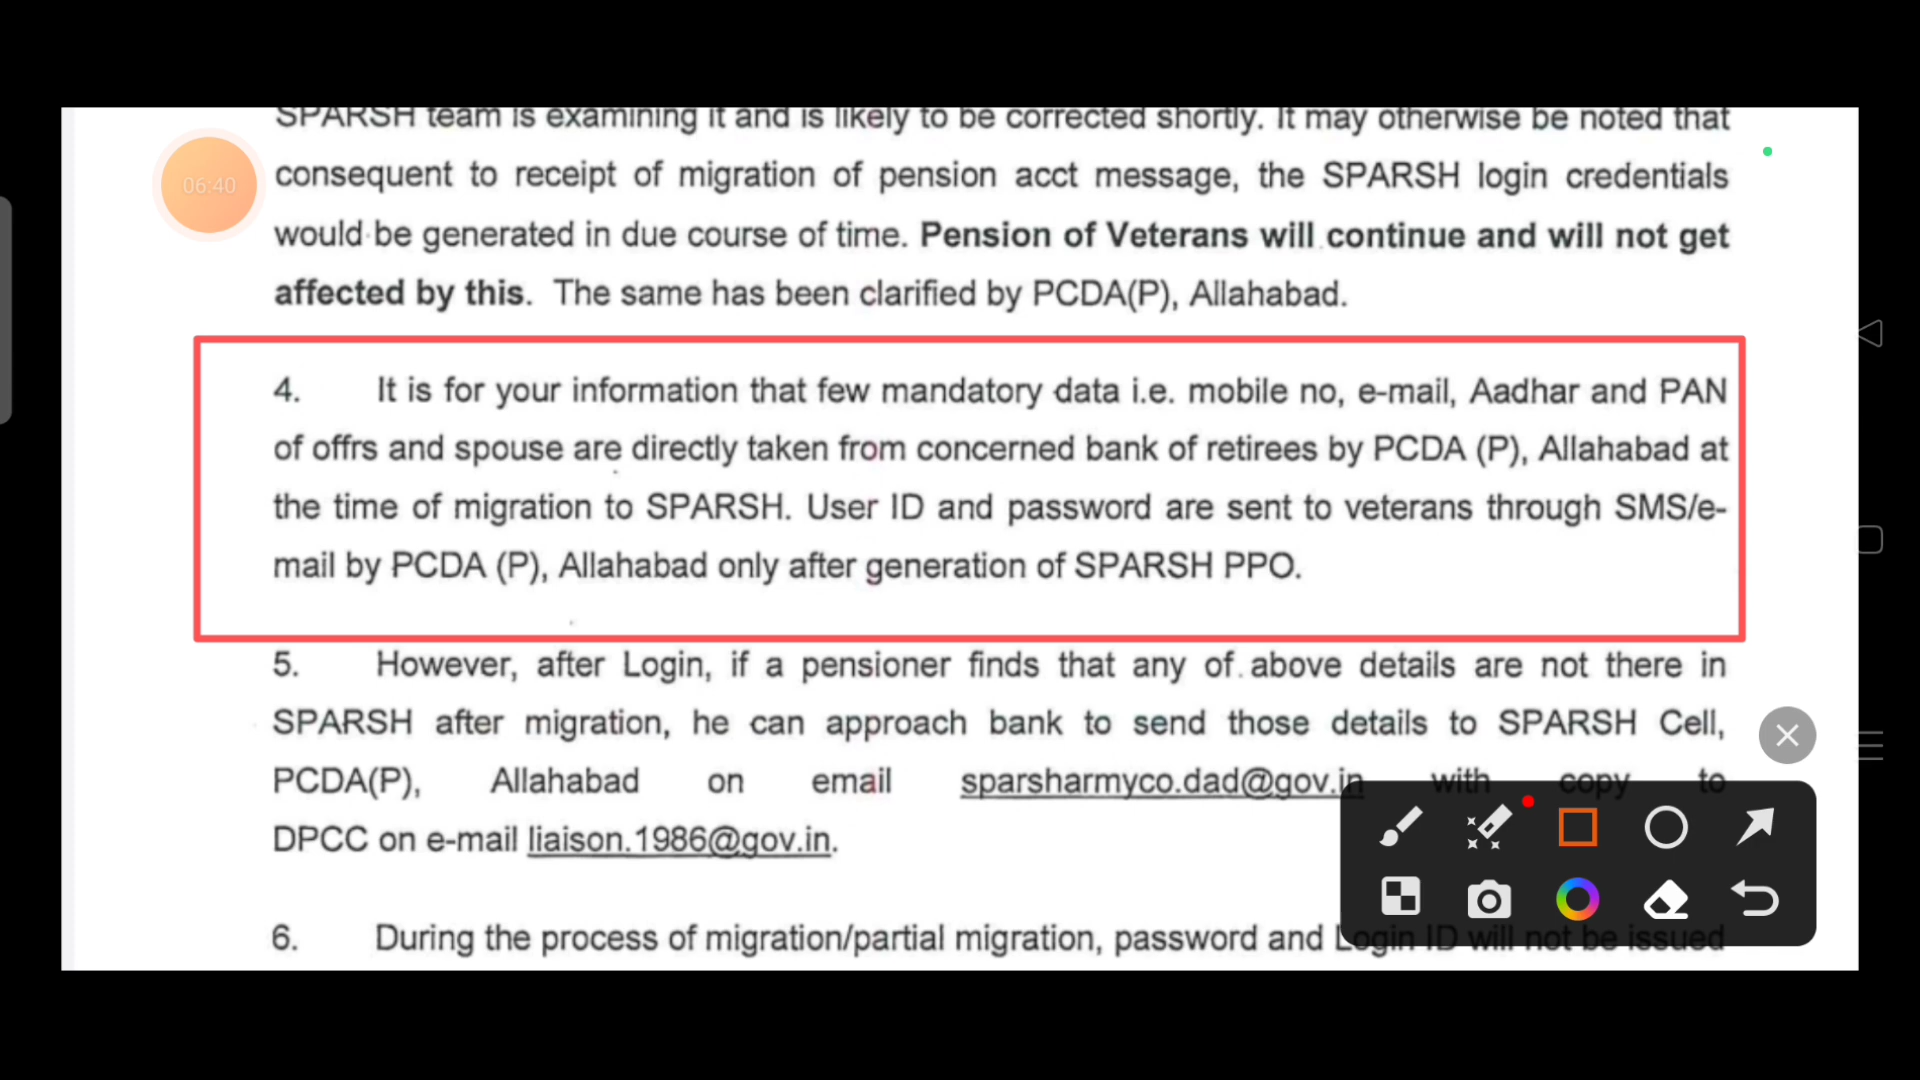 SPARSH team is examining it and is likely to be corrected shortly. It may otherwise be noted that
06:40
consequent to receipt of migration of pension acct message, the SPARSH login credentials
would be generated in due course of time. Pension of Veterans will continue and will not get
affected by this. The same has been clarified by PCDA(P), Allahabad.
4. It is for your information that few mandatory data i.e. mobile no, e-mail, Aadhar and PAN
of offrs and spouse are directly taken from concerned bank of retirees by PCDA (P), Allahabad at
the time of migration to SPARSH. User ID and password are sent to veterans through SMS/e-
mail by PCDA (P), Allahabad only after generation of SPARSH PPO.
5. However, after Login, if a pensioner finds that any of above details are not there in
SPARSH after migration, he can approach bank to send those details to SPARSH Cell,
PCDA(P), Allahabad on email sparsharmyco.dad@gov.in with copy to
DPCC on e-mail liaison.1986@gov.in.
6. During the process of migration/partial migration, password and Login ID will not be issued